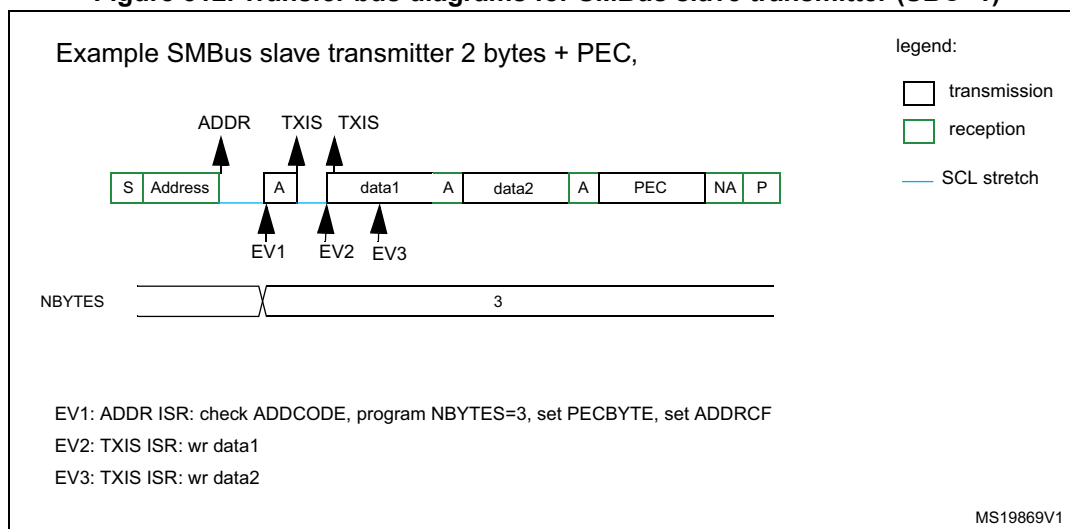 Example SMBus slave transmitter 2 bytes + PEC,
legend:
transmission
reception
SCL stretch
ADDR TXIS TXIS
S Address A data1 A data2 A PEC NA P
EV1 EV2 EV3
NBYTES 3
EV1: ADDR ISR: check ADDCODE, program NBYTES=3, set PECBYTE, set ADDRCF
EV2: TXIS ISR: wr data1
EV3: TXIS ISR: wr data2
MS19869V1